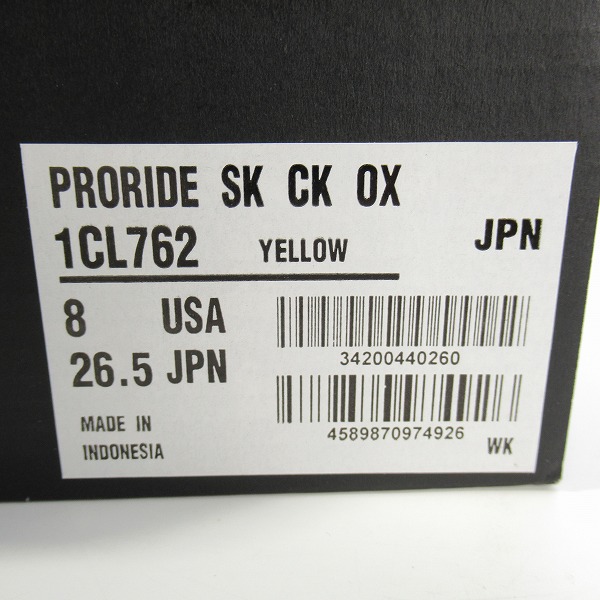 PRORIDE SK CK OX
1CL762 YELLOW JPN
8 USA
26.5 JPN
34200440260
4589870974926
MADE IN
INDONESIA
WK